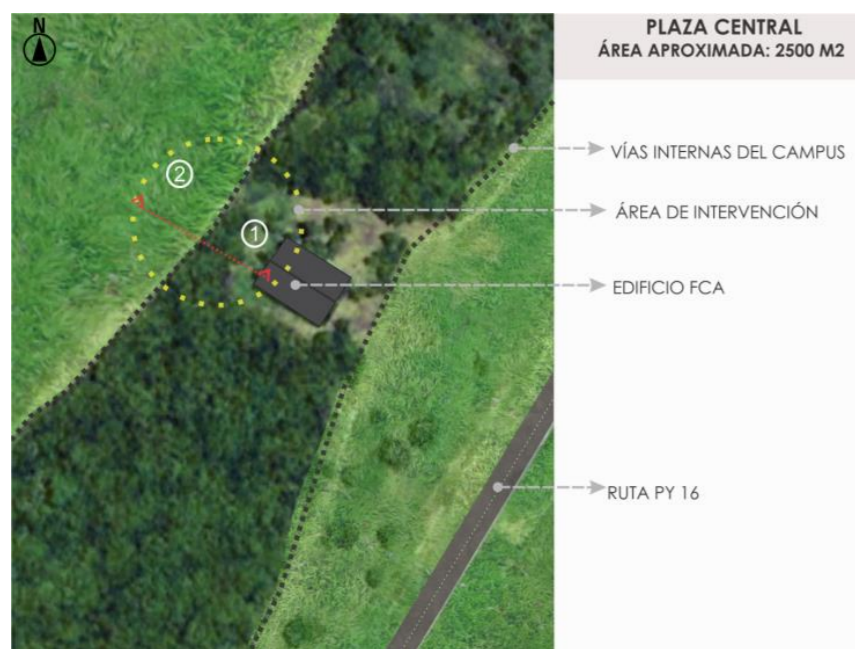 N
PLAZA CENTRAL
ÁREA APROXIMADA: 2500 M2
VÍAS INTERNAS DEL CAMPUS
2
ÁREA DE INTERVENCIÓN
1
EDIFICIO FCA
RUTA PY 16